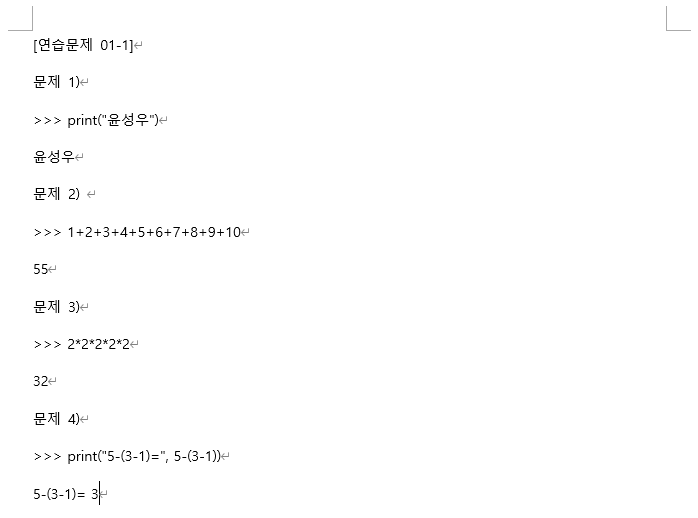 [연습문제 01-1]
문제 1)
>>> print("윤성우")
윤성우
문제 2)
>>> 1+2+3+4+5+6+7+8+9+10
55
문제 3)
>>> 2*2*2*2*2
32
문제 4)
>>> print("5-(3-1)=", 5-(3-1))
5-(3-1)= 3